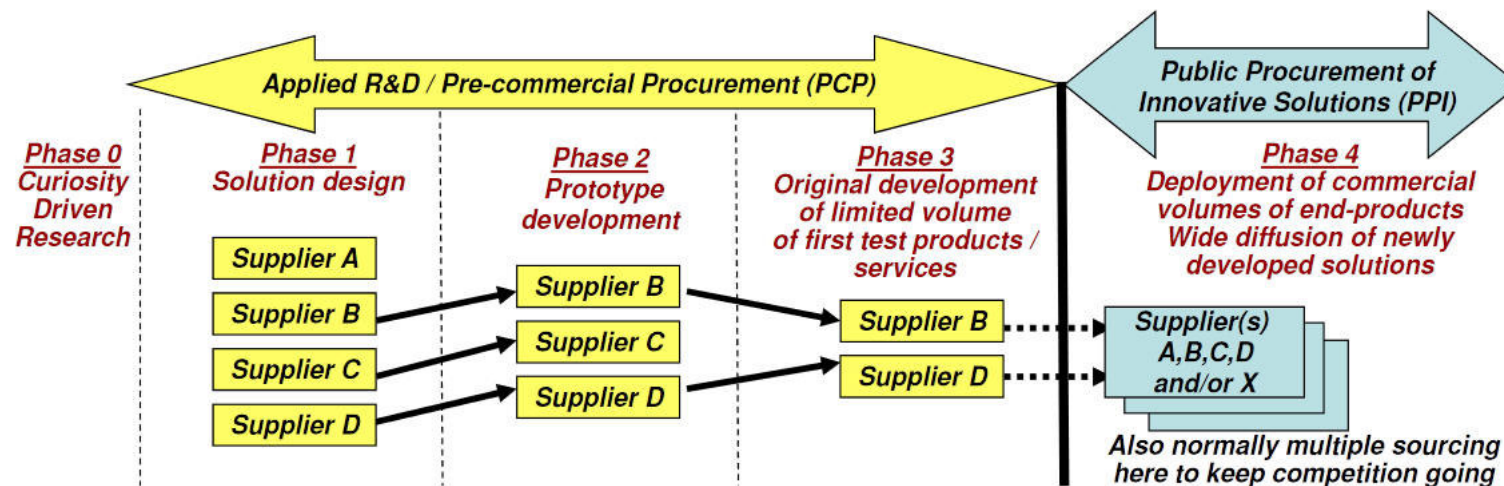 Applied R&D / Pre-commercial Procurement (PCP)
Public Procurement of
Innovative Solutions (PPI)
Phase 0
Curiosity
Driven
Research
Phase 1
Solution design
Supplier A
Supplier B
Supplier C
Supplier D
Phase 2
Prototype
development
Supplier B
Supplier C
Supplier D
Phase 3
Original development
of limited volume
of first test products /
services
Supplier B
Supplier D
Phase 4
Deployment of commercial
volumes of end-products
Wide diffusion of newly
developed solutions
Supplier(s)
A,B,C,D
and/or X
Also normally multiple sourcing
here to keep competition going